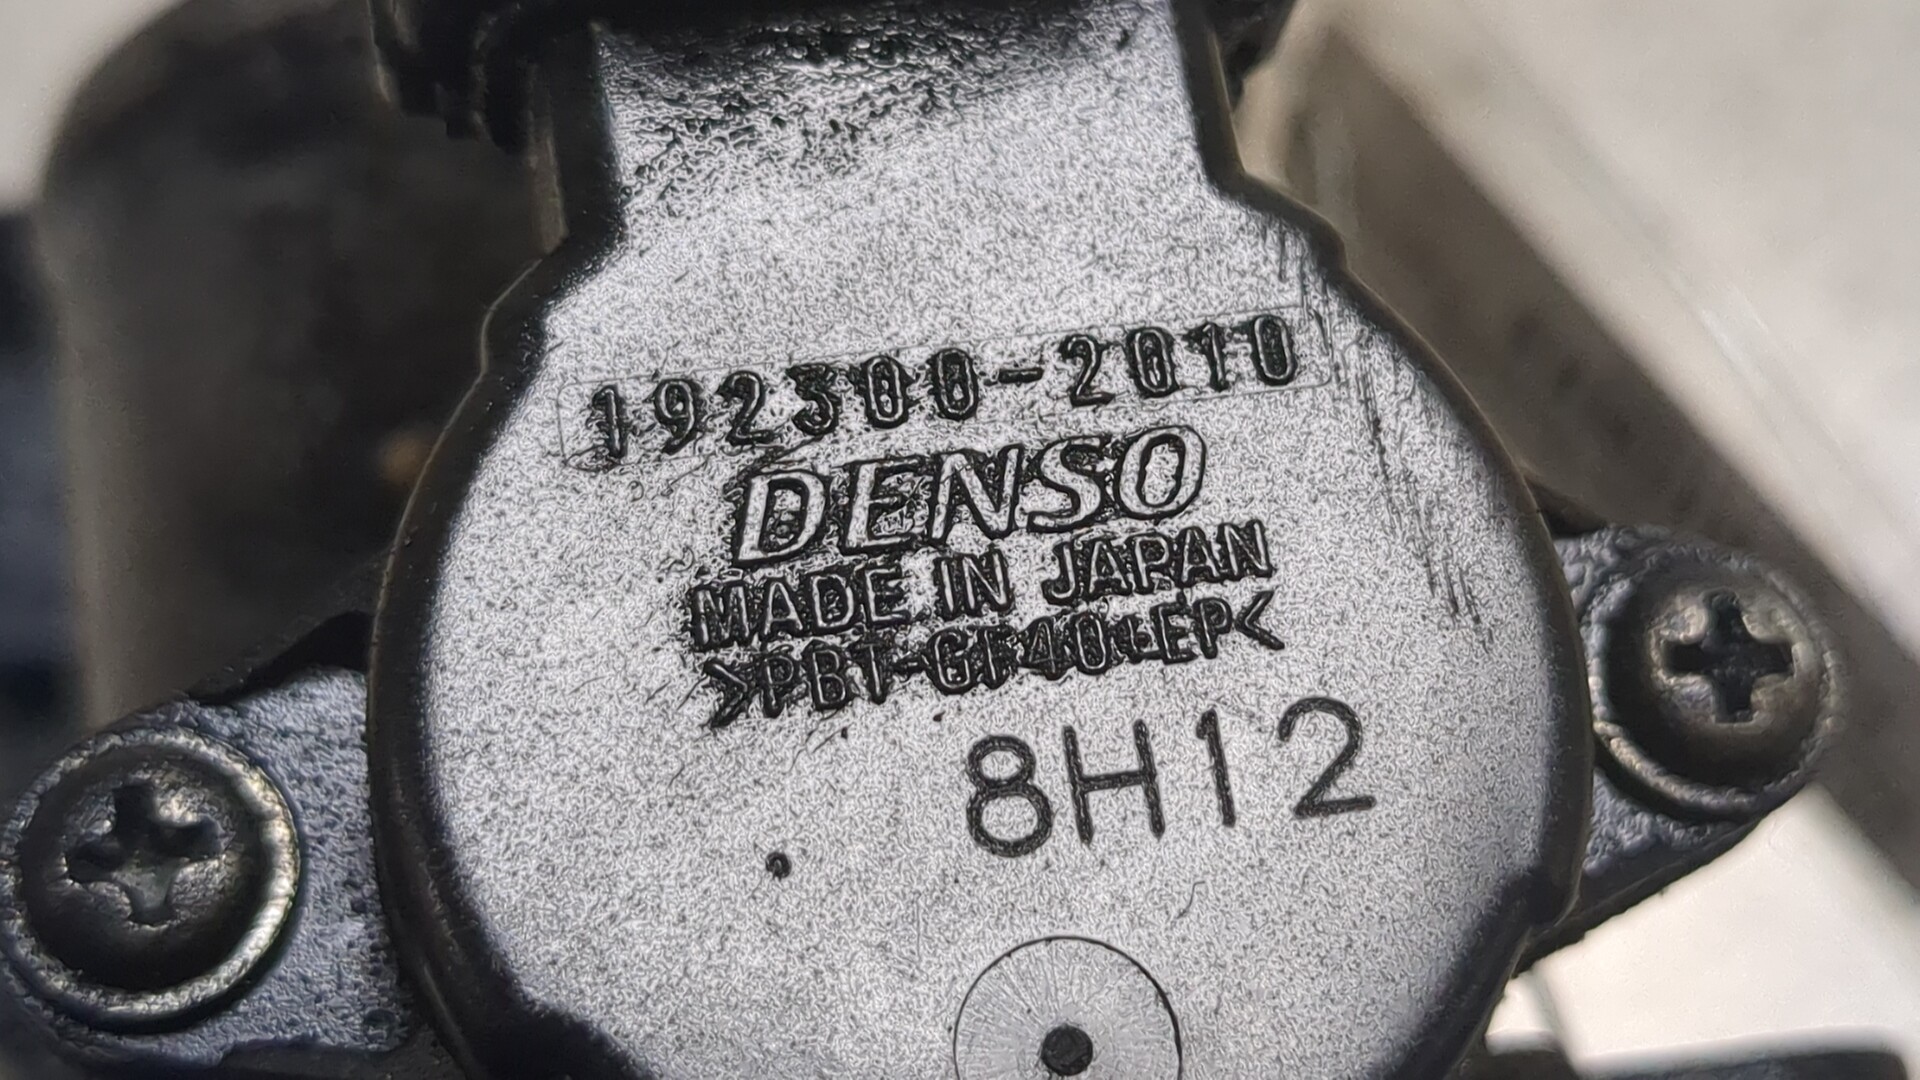 192300-2010
DENSO
MADE IN JAPAN
>PBT-GF40+EP<
8H12